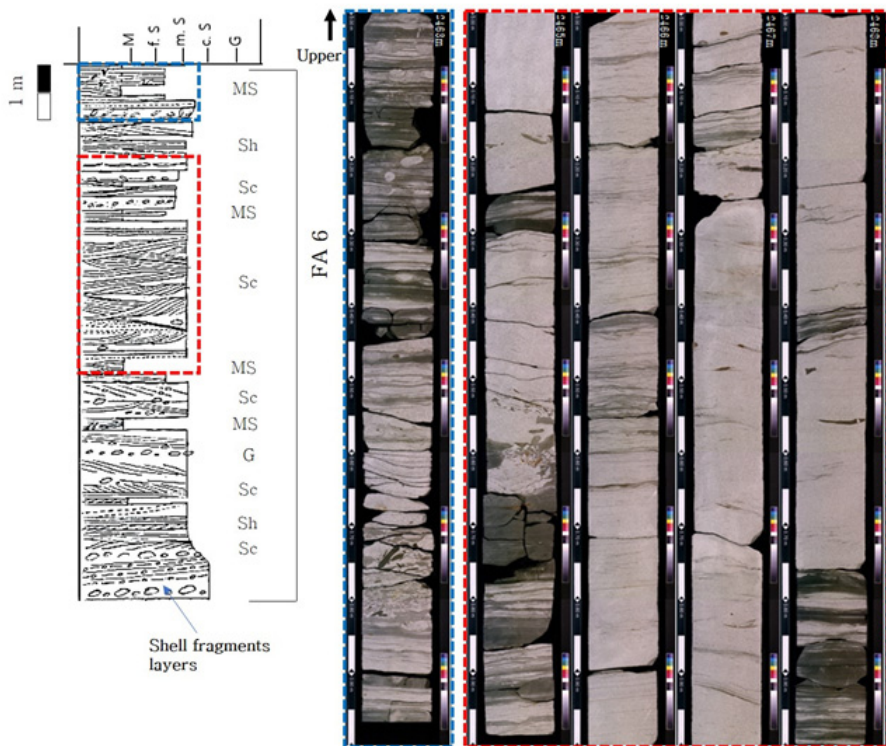 M
f. S
m. S
c. S
G
1 m
MS
Sh
Sc
MS
Sc
MS
Sc
MS
G
Sc
Sh
Sc
Shell fragments
layers
FA 6
Upper